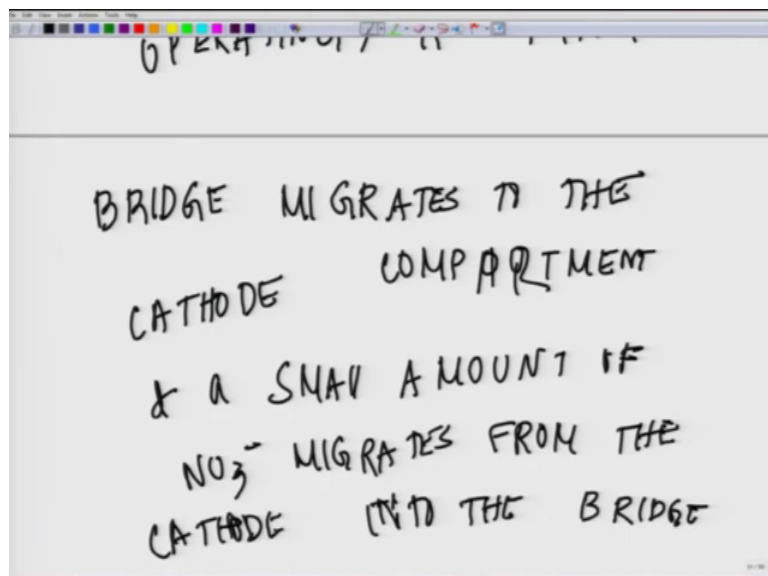 BRIDGE MIGRATES TO THE
CATHODE COMPARTMENT
& a SMALL AMOUNT OF
NO3- MIGRATES FROM THE
CATHODE INTO THE BRIDGE